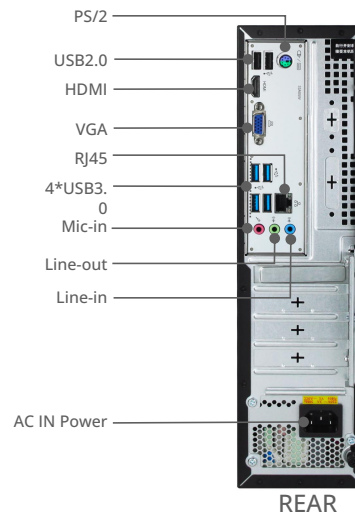 PS/2
USB2.0
HDMI
VGA
RJ45
4*USB3.
0
Mic-in
Line-out
Line-in
AC IN Power
HDMI
REAR